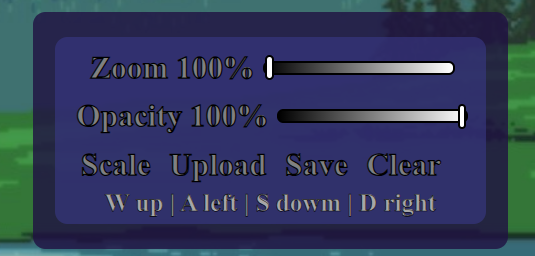 Zoom 100%
Opacity 100%
Scale Upload Save Clear
W up | A left | S dowm | D right